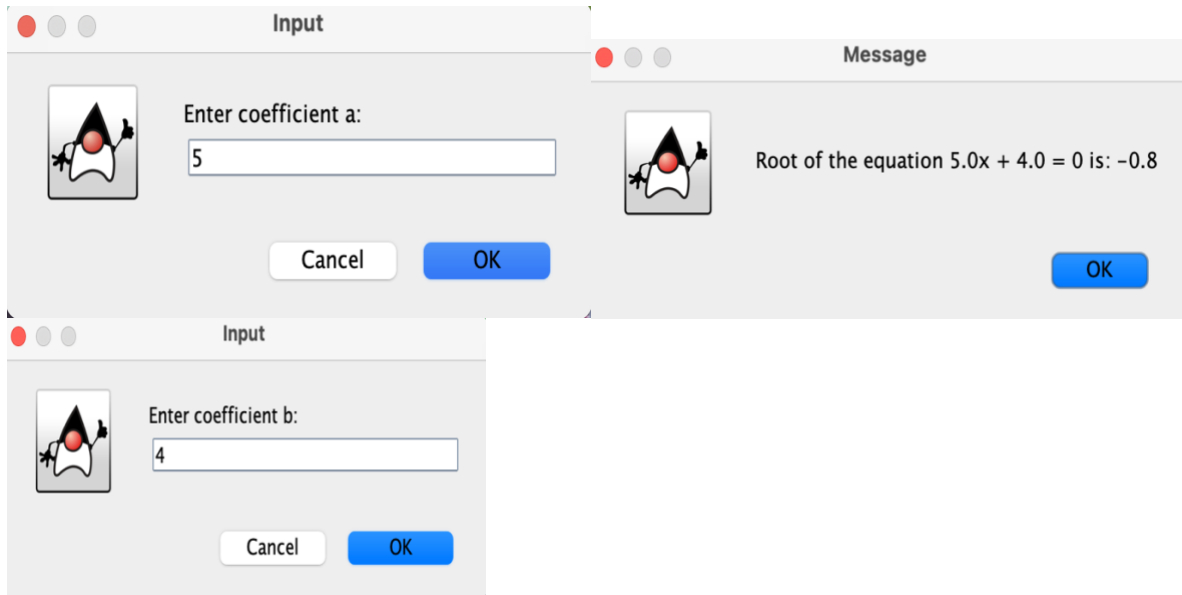 Input
Enter coefficient a:
5
Cancel
OK
Message
Root of the equation 5.0x + 4.0 = 0 is: -0.8
OK
Input
Enter coefficient b:
4
Cancel
OK